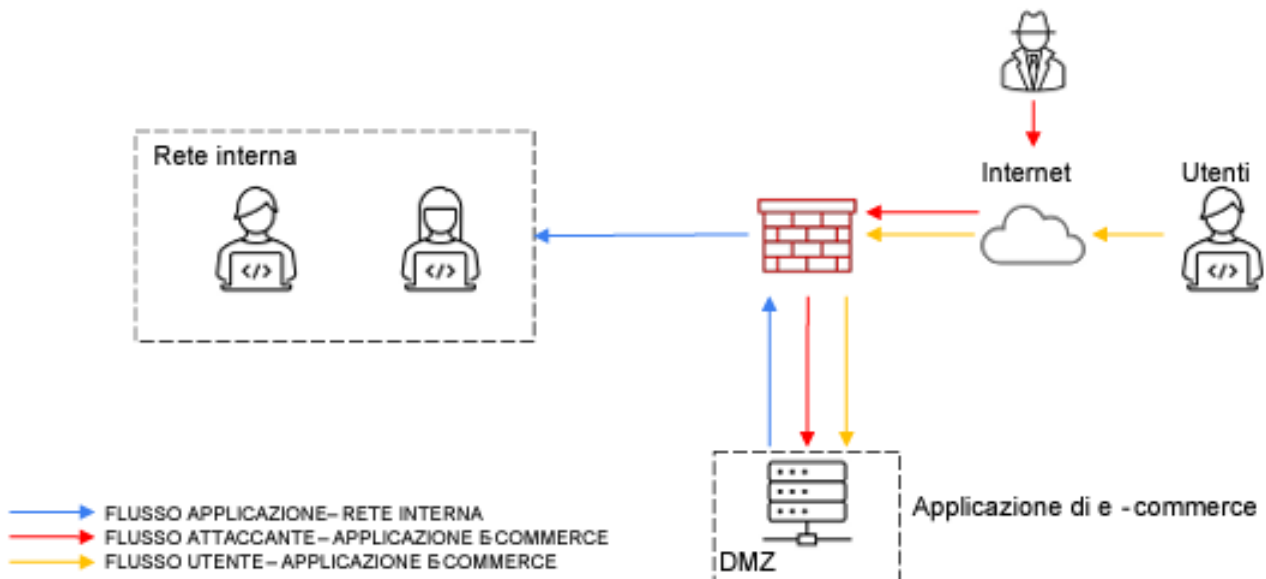 Rete interna
Internet
Utenti
Applicazione di e - commerce
DMZ
FLUSSO APPLICAZIONE– RETE INTERNA
FLUSSO ATTACCANTE – APPLICAZIONE E-COMMERCE
FLUSSO UTENTE – APPLICAZIONE E-COMMERCE